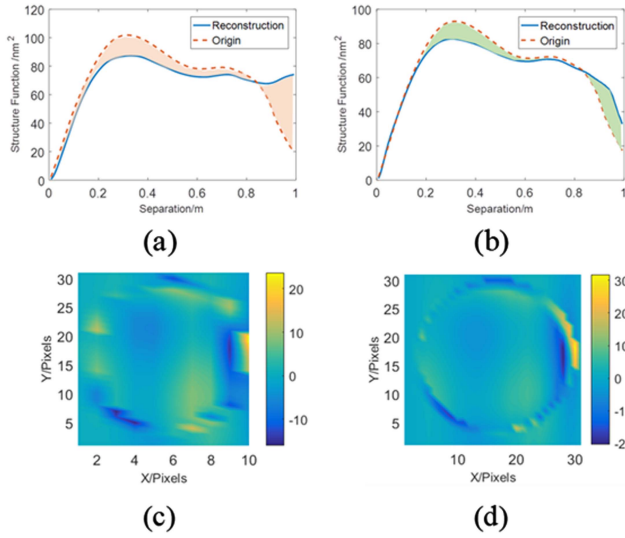 120
100
80
60
40
20
0
Structure Function /nm²
Reconstruction
Origin
0 0.2 0.4 0.6 0.8 1
Separation/m
(a)
100
80
60
40
20
0
Structure Function /nm²
Reconstruction
Origin
0 0.2 0.4 0.6 0.8 1
Separation/m
(b)
30
25
20
15
10
5
Y/Pixels
2 4 6 8 10
X/Pixels
20
10
0
-10
(c)
30
25
20
15
10
5
Y/Pixels
10 20 30
X/Pixels
30
20
10
0
-10
-2
(d)